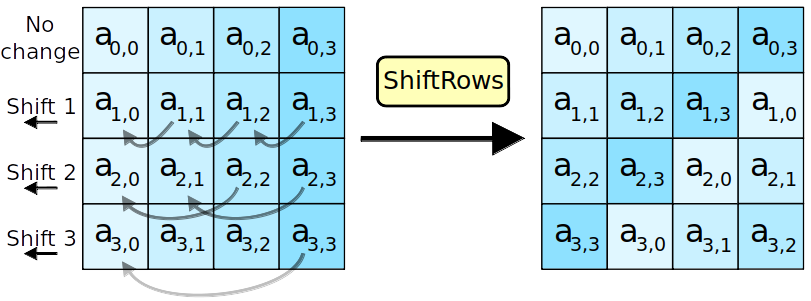 No change a0,0 a0,1 a0,2 a0,3
Shift 1 a1,0 a1,1 a1,2 a1,3
Shift 2 a2,0 a2,1 a2,2 a2,3
Shift 3 a3,0 a3,1 a3,2 a3,3
ShiftRows
a0,0 a0,1 a0,2 a0,3
a1,1 a1,2 a1,3 a1,0
a2,2 a2,3 a2,0 a2,1
a3,3 a3,0 a3,1 a3,2